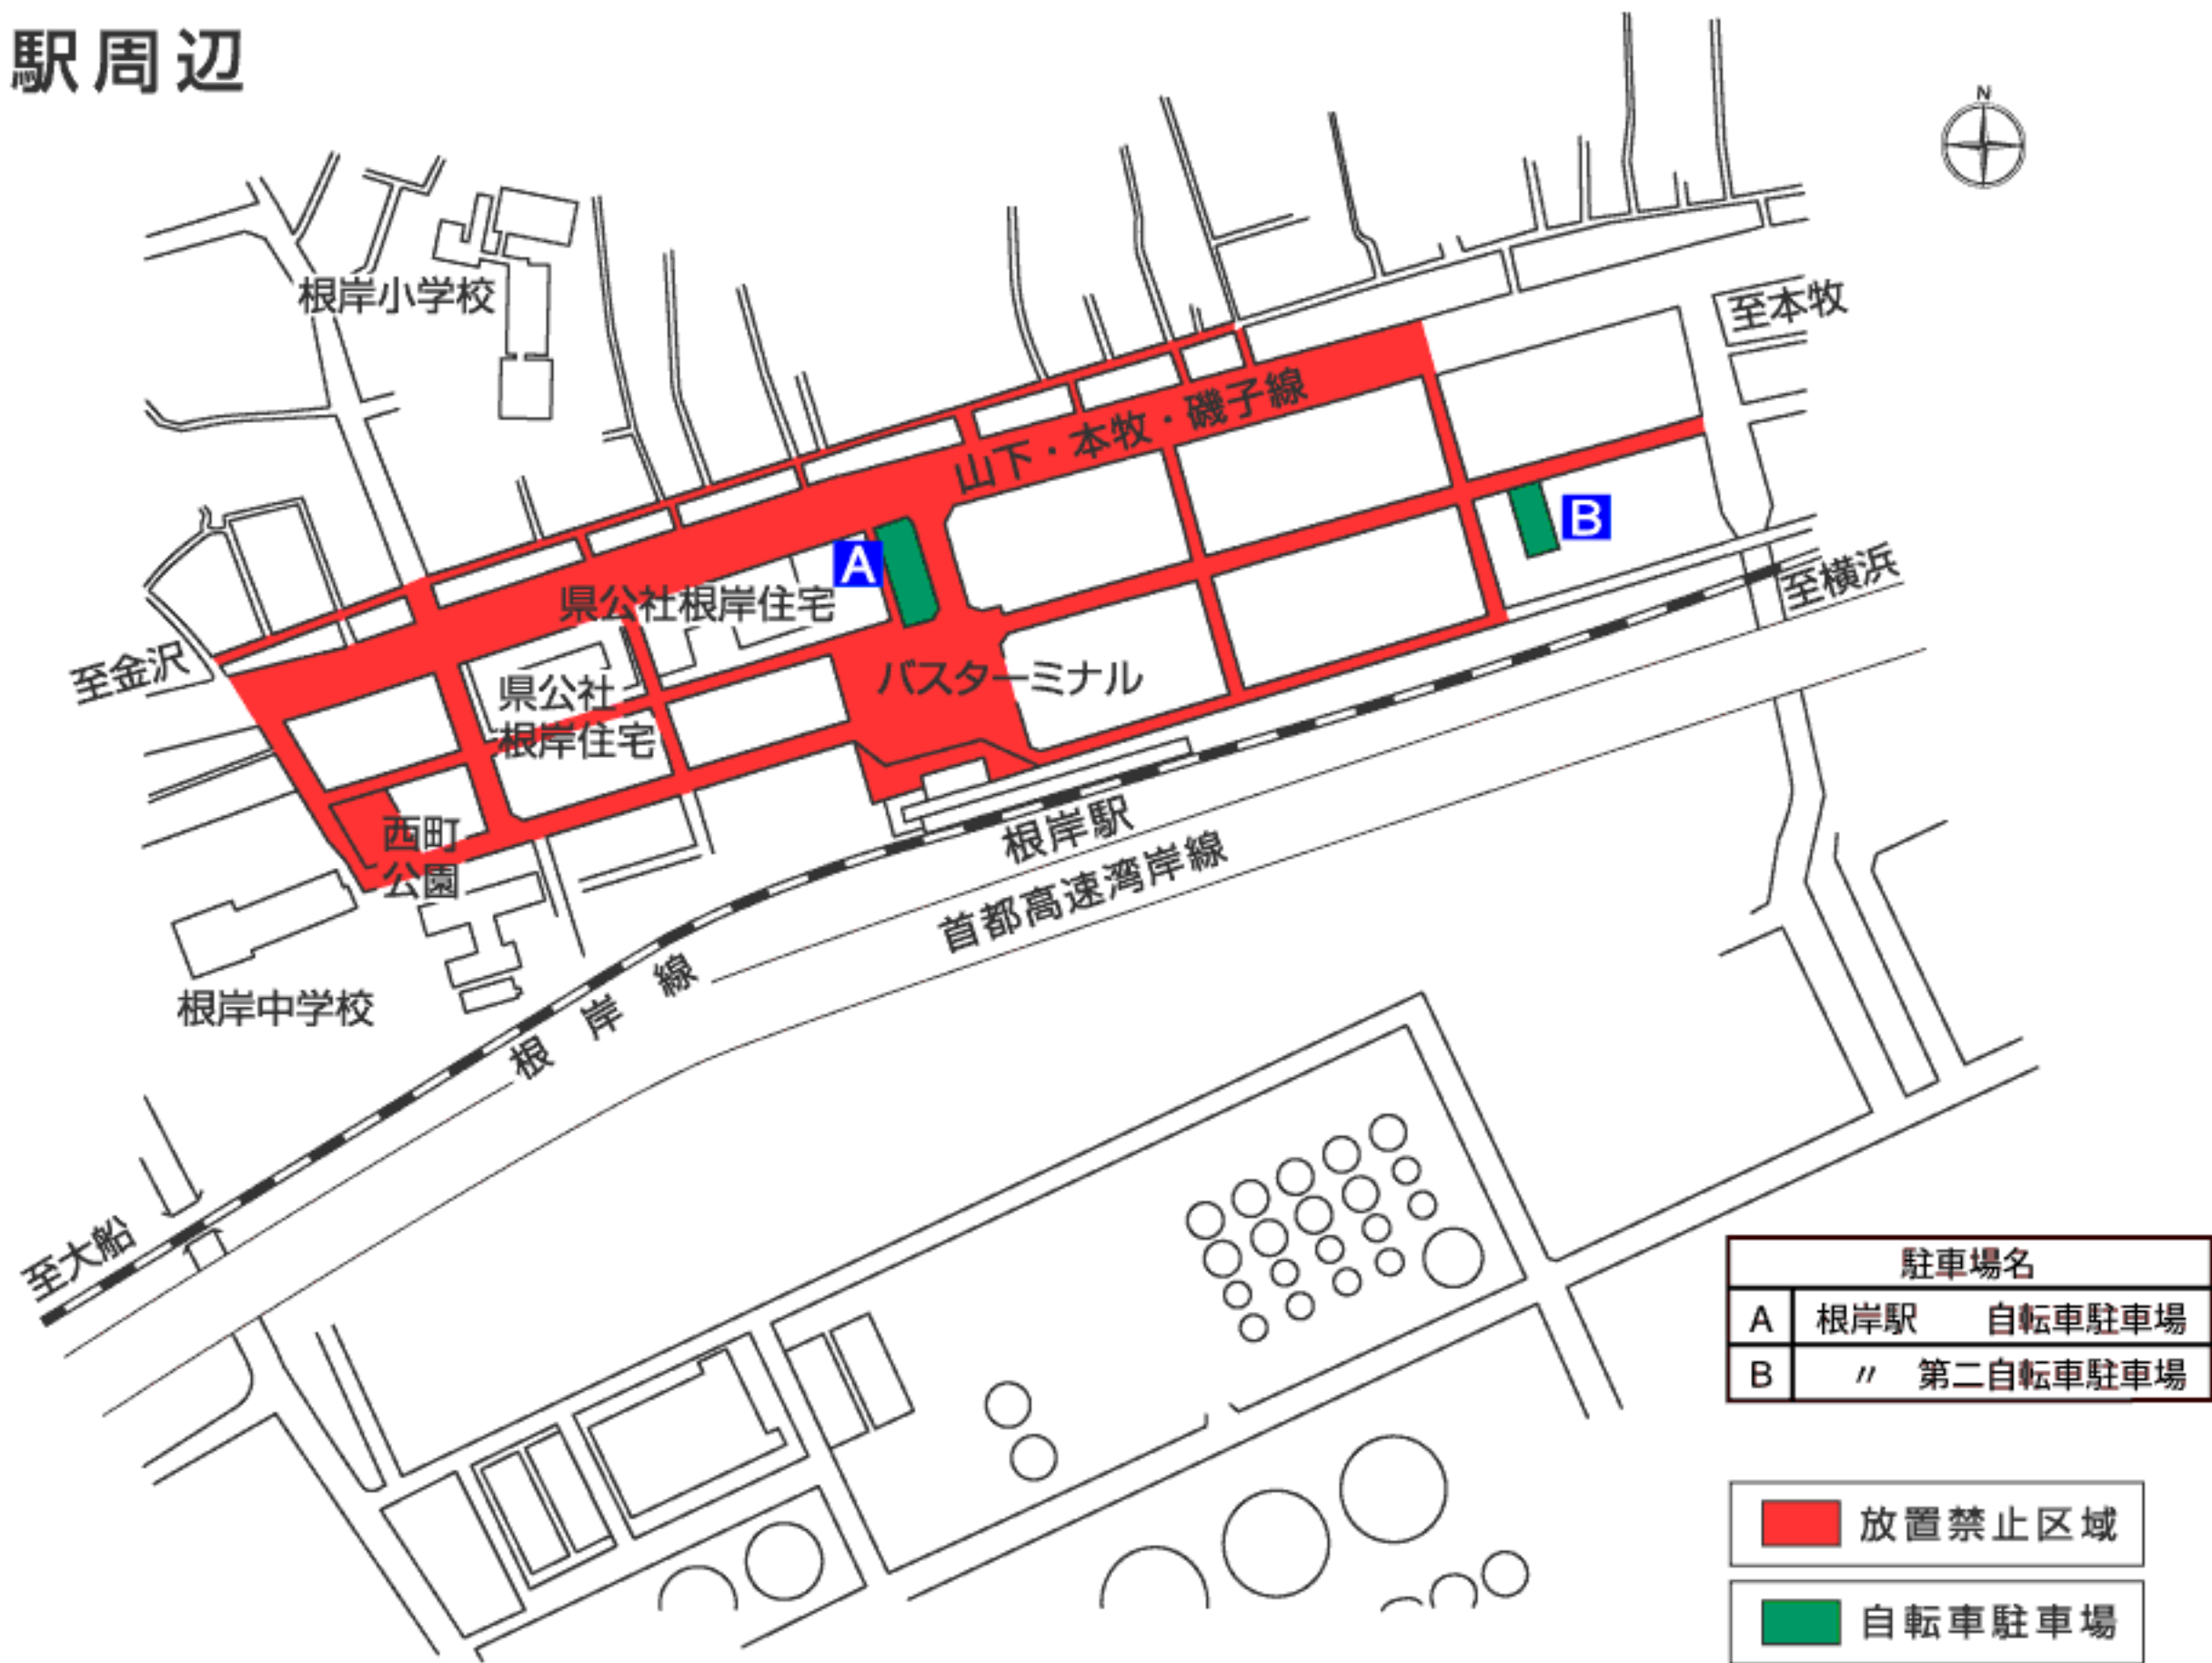 駅周辺
N
根岸小学校
至本牧
山下・本牧・磯子線
B
A
県公社根岸住宅
至横浜
至金沢
バスターミナル
県公社
根岸住宅
西町
公園
根岸駅
首都高速湾岸線
根岸中学校
根岸線
至大船
駐車場名
A 根岸駅 自転車駐車場
B 〃 第二自転車駐車場
放置禁止区域
自転車駐車場